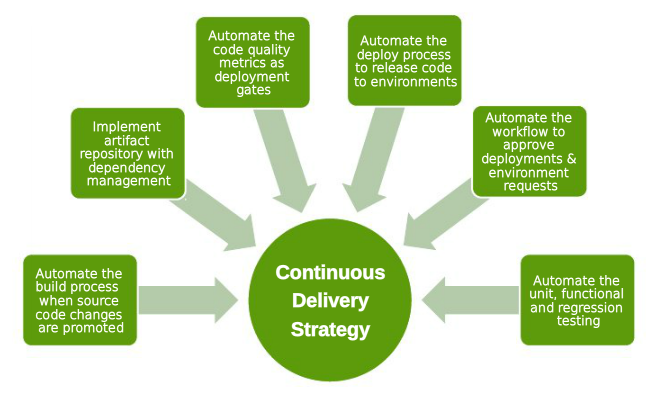 Automate the
build process
when source
code changes
are promoted
Implement
artifact
repository with
dependency
management
Automate the
code quality
metrics as
deployment
gates
Automate the
deploy process
to release code
to environments
Automate the
workflow to
approve
deployments &
environment
requests
Automate the
unit, functional
and regression
testing
Continuous
Delivery
Strategy